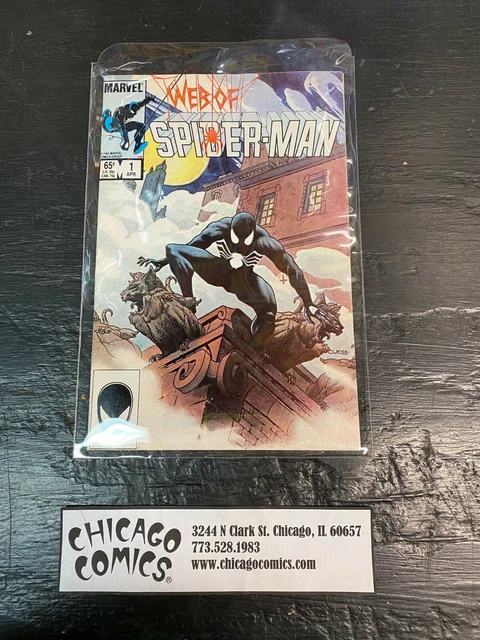 MARVEL
WEB OF
SPIDER-MAN
65¢
1
APR
CHICAGO
COMICS®
3244 N Clark St. Chicago, IL 60657
773.528.1983
www.chicagocomics.com